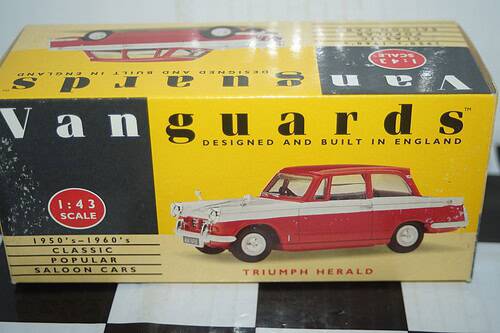 1:43
SCALE
Vanguards
DESIGNED AND BUILT IN ENGLAND
Vanguards™
DESIGNED AND BUILT IN ENGLAND
1:43
SCALE
1950's-1960's
CLASSIC
POPULAR
SALOON CARS
TRIUMPH HERALD